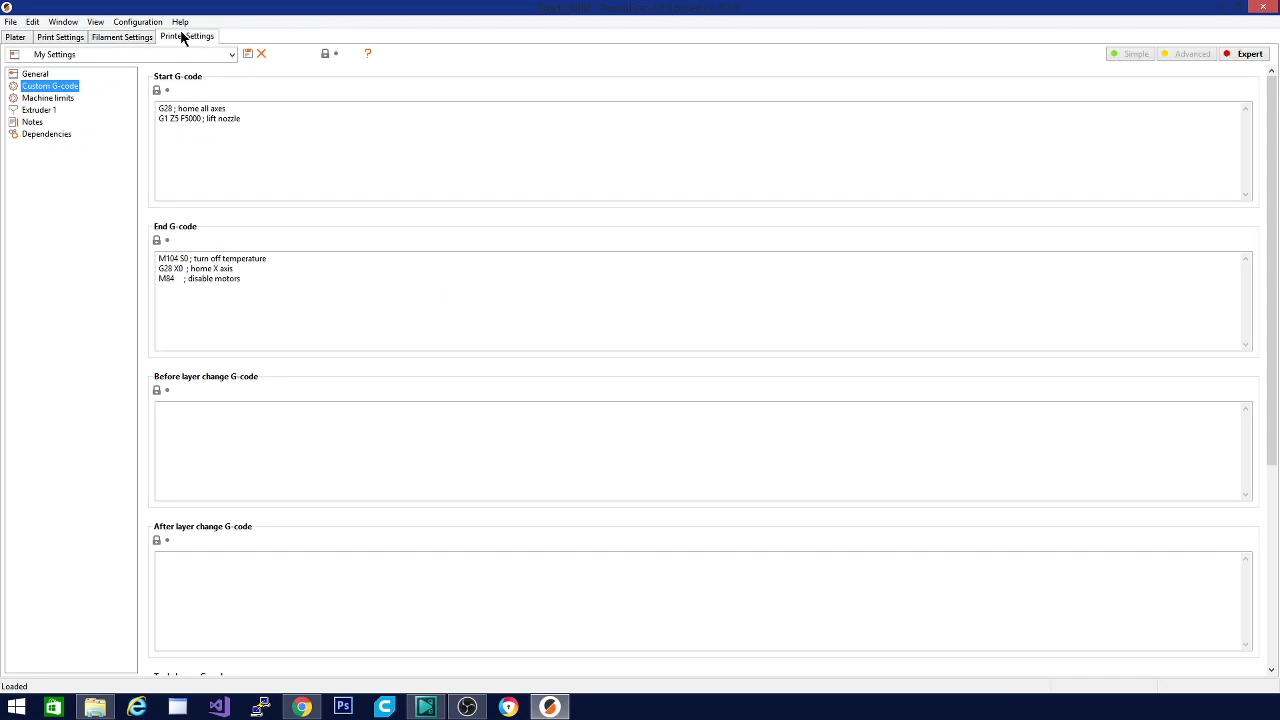 File Edit Window View Configuration Help
Plater Print Settings Filament Settings Printer Settings
My Settings
?
Simple Advanced Expert
General
Custom G-code
Machine limits
Extruder 1
Notes
Dependencies
Start G-code
G28 ; home all axes
G1 Z5 F5000 ; lift nozzle
End G-code
M104 S0 ; turn off temperature
G28 X0 ; home X axis
M84 ; disable motors
Before layer change G-code
After layer change G-code
Loaded